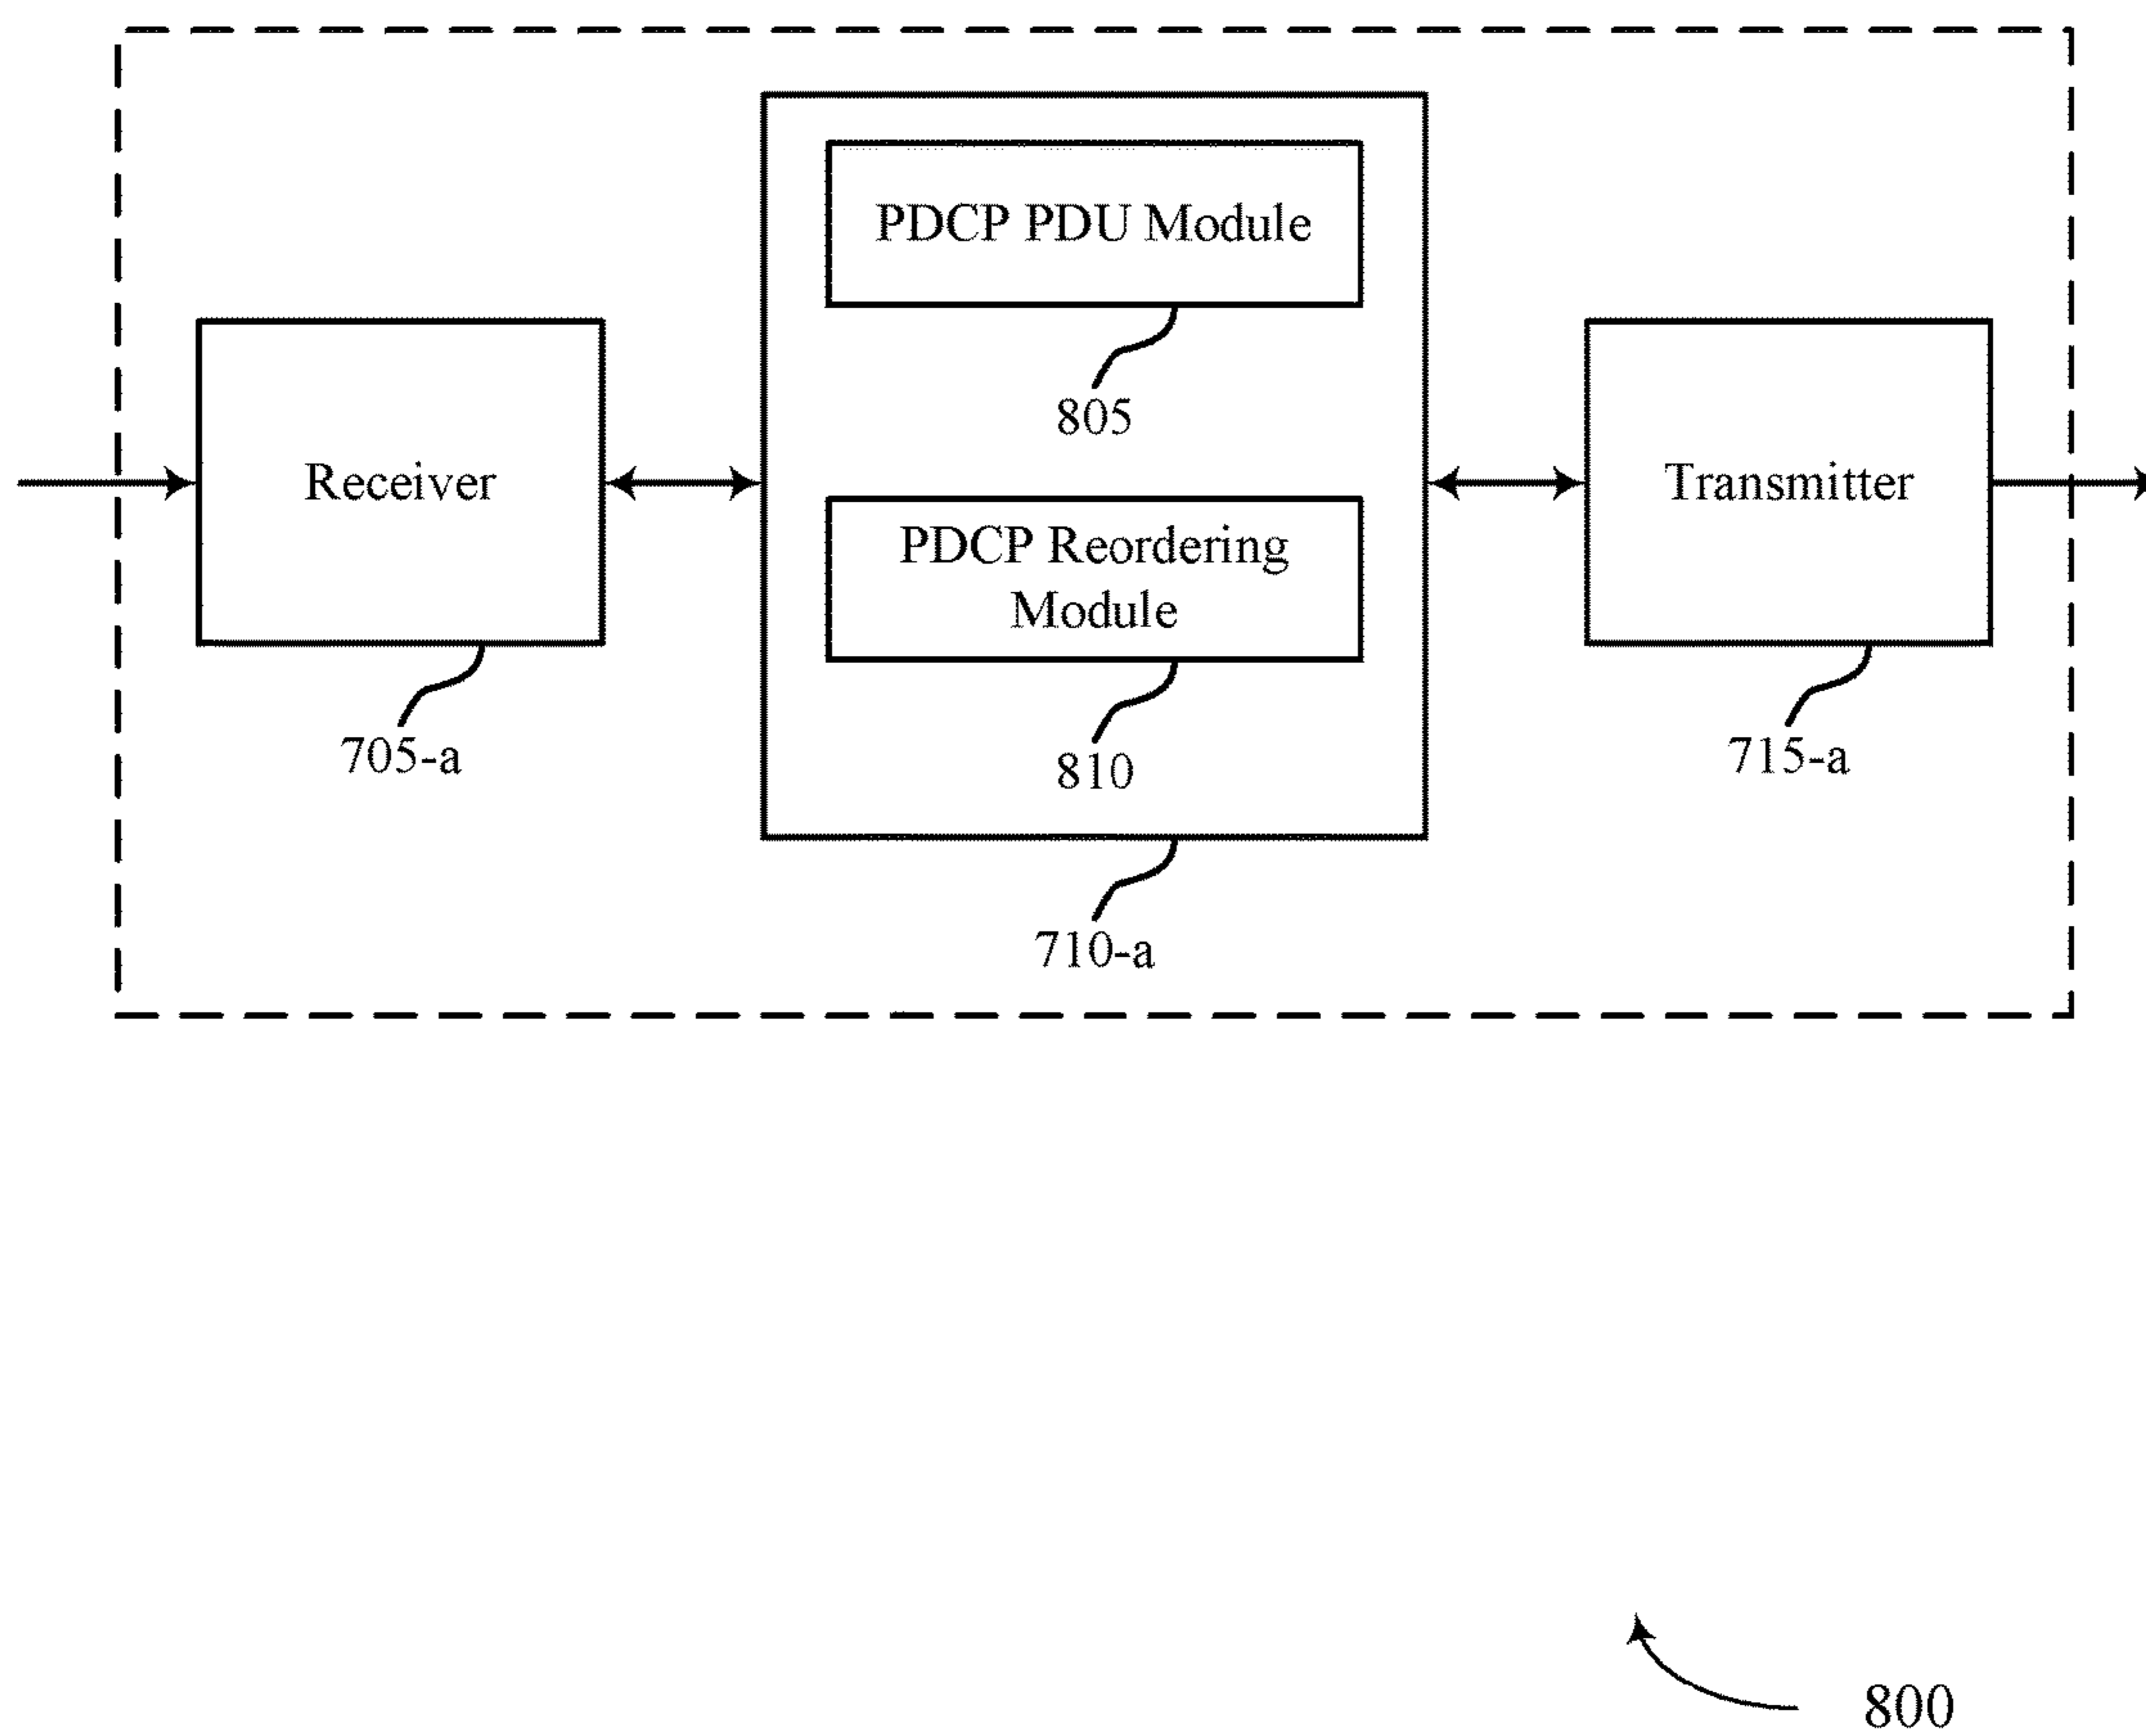 PDCP PDU Module
805
Receiver
705-a
PDCP Reordering
Module
810
710-a
Transmitter
715-a
800